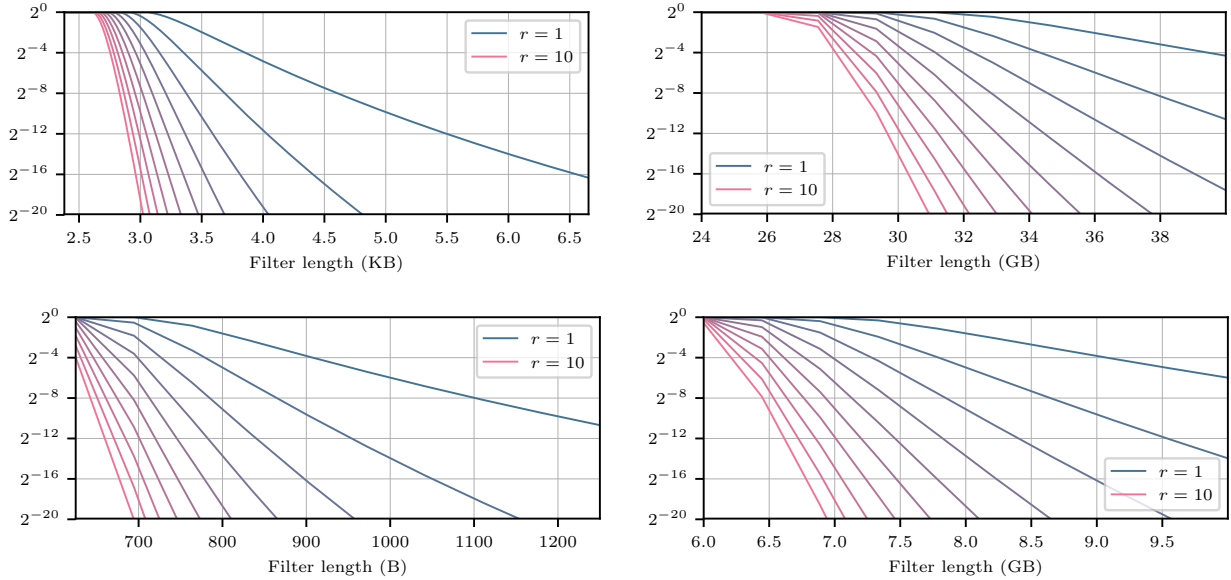 2^0
2^−4
2^−8
2^−12
2^−16
2^−20
r = 1
r = 10
2.5 3.0 3.5 4.0 4.5 5.0 5.5 6.0 6.5
Filter length (KB)
2^0
2^−4
2^−8
2^−12
2^−16
2^−20
r = 1
r = 10
24 26 28 30 32 34 36 38
Filter length (GB)
2^0
2^−4
2^−8
2^−12
2^−16
2^−20
r = 1
r = 10
700 800 900 1000 1100 1200
Filter length (B)
2^0
2^−4
2^−8
2^−12
2^−16
2^−20
r = 1
r = 10
6.0 6.5 7.0 7.5 8.0 8.5 9.0 9.5
Filter length (GB)